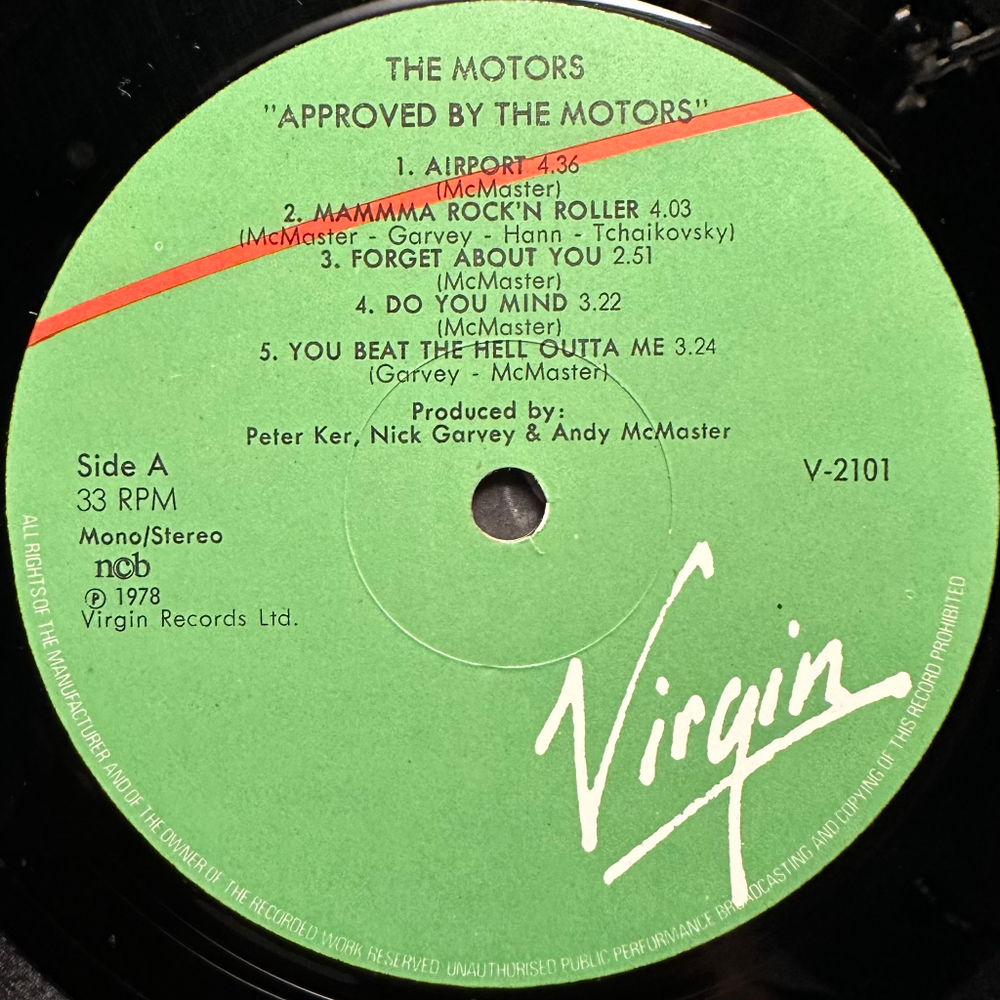 THE MOTORS
"APPROVED BY THE MOTORS"
1. AIRPORT 4.36
(McMaster)
2. MAMMMA ROCK'N ROLLER 4.03
(McMaster - Garvey - Hann - Tchaikovsky)
3. FORGET ABOUT YOU 2.51
(McMaster)
4. DO YOU MIND 3.22
(McMaster)
5. YOU BEAT THE HELL OUTTA ME 3.24
(Garvey - McMaster)
Produced by:
Peter Ker, Nick Garvey & Andy McMaster
Side A
33 RPM
Mono/Stereo
n©b
℗ 1978
Virgin Records Ltd.
V-2101
Virgin
ALL RIGHTS OF THE MANUFACTURER AND OF THE OWNER OF THE RECORDED WORK RESERVED UNAUTHORISED PUBLIC PERFORMANCE BROADCASTING AND COPYING OF THIS RECORD PROHIBITED